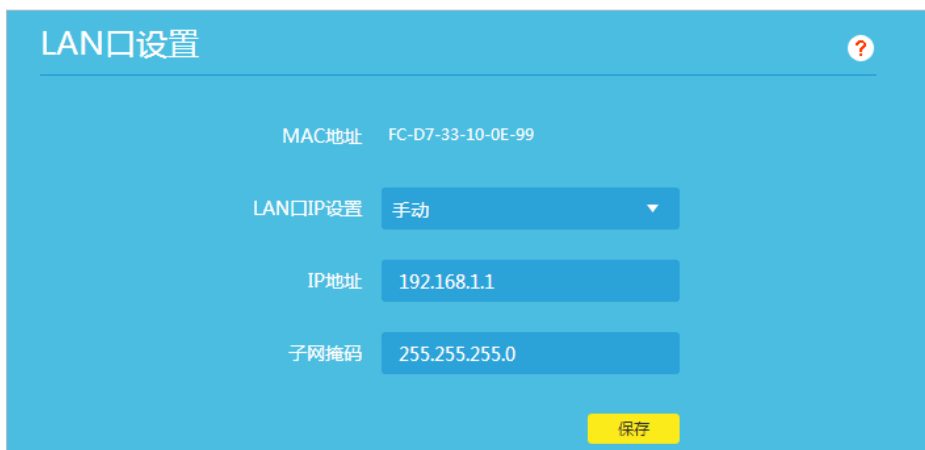 LAN口设置
?
MAC地址 FC-D7-33-10-0E-99
LAN口IP设置 手动
IP地址 192.168.1.1
子网掩码 255.255.255.0
保存